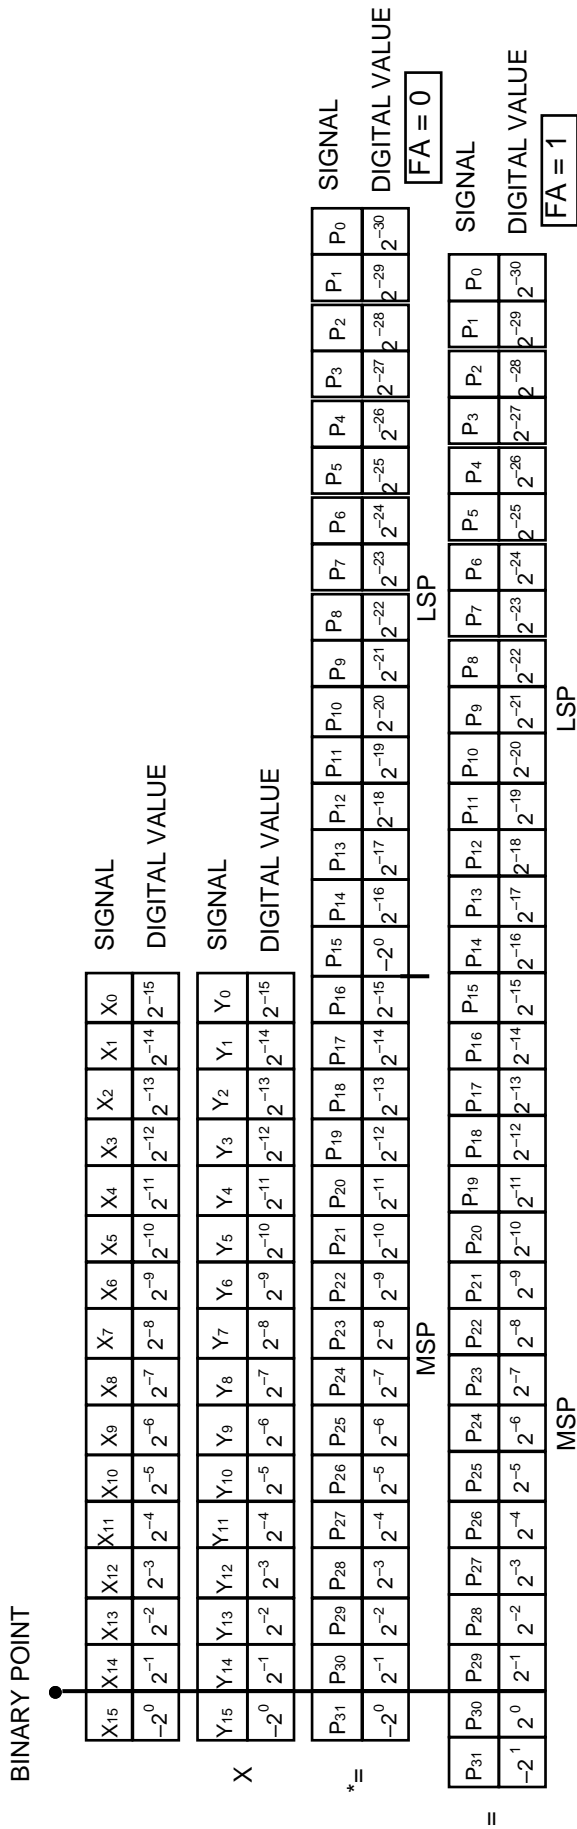 BINARY POINT
X15 X14 X13 X12 X11 X10 X9 X8 X7 X6 X5 X4 X3 X2 X1 X0 SIGNAL
–2⁰ 2⁻¹ 2⁻² 2⁻³ 2⁻⁴ 2⁻⁵ 2⁻⁶ 2⁻⁷ 2⁻⁸ 2⁻⁹ 2⁻¹⁰ 2⁻¹¹ 2⁻¹² 2⁻¹³ 2⁻¹⁴ 2⁻¹⁵ DIGITAL VALUE
Y15 Y14 Y13 Y12 Y11 Y10 Y9 Y8 Y7 Y6 Y5 Y4 Y3 Y2 Y1 Y0 SIGNAL
X –2⁰ 2⁻¹ 2⁻² 2⁻³ 2⁻⁴ 2⁻⁵ 2⁻⁶ 2⁻⁷ 2⁻⁸ 2⁻⁹ 2⁻¹⁰ 2⁻¹¹ 2⁻¹² 2⁻¹³ 2⁻¹⁴ 2⁻¹⁵ DIGITAL VALUE
P31 P30 P29 P28 P27 P26 P25 P24 P23 P22 P21 P20 P19 P18 P17 P16 P15 P14 P13 P12 P11 P10 P9 P8 P7 P6 P5 P4 P3 P2 P1 P0 SIGNAL
*= –2⁰ 2⁻¹ 2⁻² 2⁻³ 2⁻⁴ 2⁻⁵ 2⁻⁶ 2⁻⁷ 2⁻⁸ 2⁻⁹ 2⁻¹⁰ 2⁻¹¹ 2⁻¹² 2⁻¹³ 2⁻¹⁴ 2⁻¹⁵ –2⁰ 2⁻¹⁶ 2⁻¹⁷ 2⁻¹⁸ 2⁻¹⁹ 2⁻²⁰ 2⁻²¹ 2⁻²² 2⁻²³ 2⁻²⁴ 2⁻²⁵ 2⁻²⁶ 2⁻²⁷ 2⁻²⁸ 2⁻²⁹ 2⁻³⁰ DIGITAL VALUE
MSP LSP FA = 0
P31 P30 P29 P28 P27 P26 P25 P24 P23 P22 P21 P20 P19 P18 P17 P16 P15 P14 P13 P12 P11 P10 P9 P8 P7 P6 P5 P4 P3 P2 P1 P0 SIGNAL
= –2¹ 2⁰ 2⁻¹ 2⁻² 2⁻³ 2⁻⁴ 2⁻⁵ 2⁻⁶ 2⁻⁷ 2⁻⁸ 2⁻⁹ 2⁻¹⁰ 2⁻¹¹ 2⁻¹² 2⁻¹³ 2⁻¹⁴ 2⁻¹⁵ 2⁻¹⁶ 2⁻¹⁷ 2⁻¹⁸ 2⁻¹⁹ 2⁻²⁰ 2⁻²¹ 2⁻²² 2⁻²³ 2⁻²⁴ 2⁻²⁵ 2⁻²⁶ 2⁻²⁷ 2⁻²⁸ 2⁻²⁹ 2⁻³⁰ DIGITAL VALUE
MSP LSP FA = 1